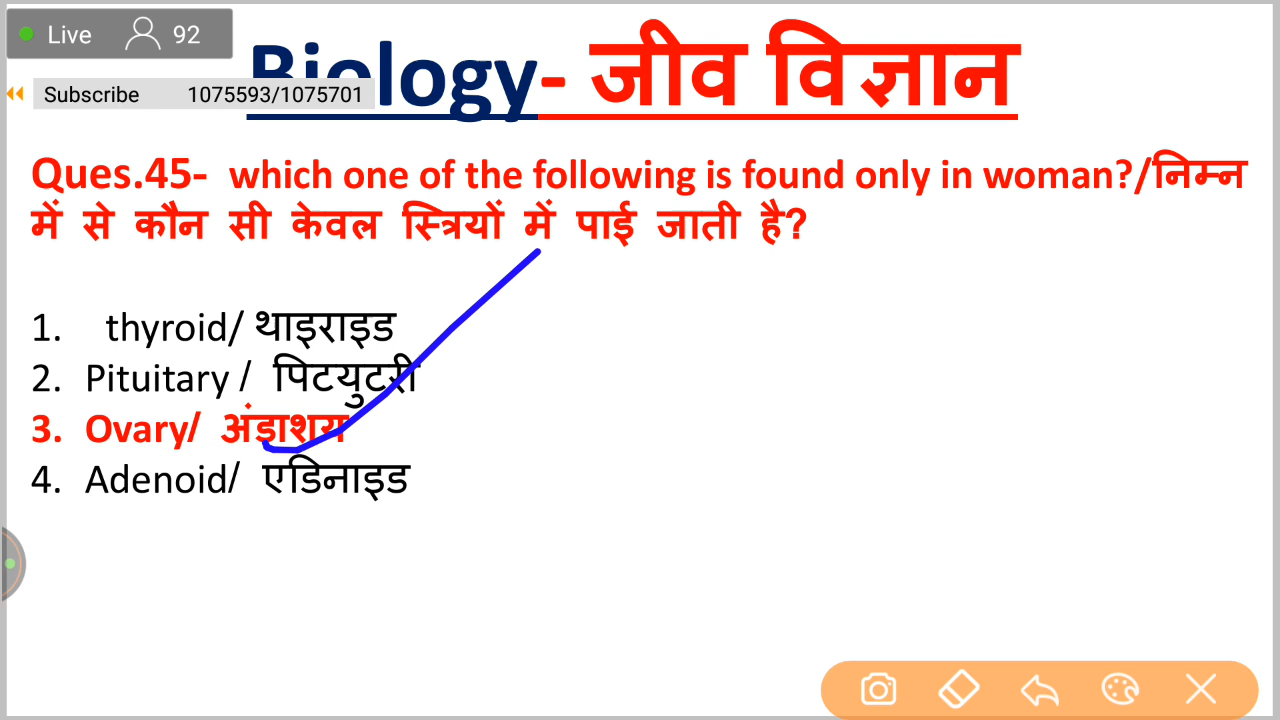 Live 92
Biology- जीव विज्ञान
Subscribe 1075593/1075701
Ques.45- which one of the following is found only in woman?/निम्न
में से कौन सी केवल स्त्रियों में पाई जाती है?
1. thyroid/ थाइराइड
2. Pituitary / पिटयुटरी
3. Ovary/ अंडाशय
4. Adenoid/ एडिनाइड